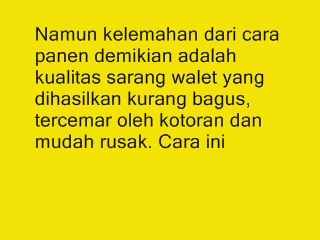 Namun kelemahan dari cara
panen demikian adalah
kualitas sarang walet yang
dihasilkan kurang bagus,
tercemar oleh kotoran dan
mudah rusak. Cara ini